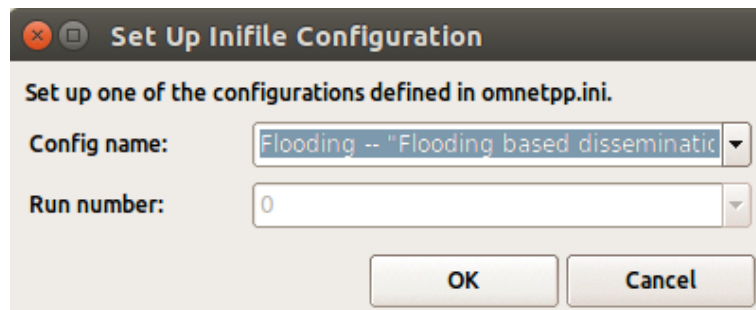 Set Up Inifile Configuration
Set up one of the configurations defined in omnetpp.ini.
Config name: Flooding -- "Flooding based disseminatic
Run number: 0
OK Cancel